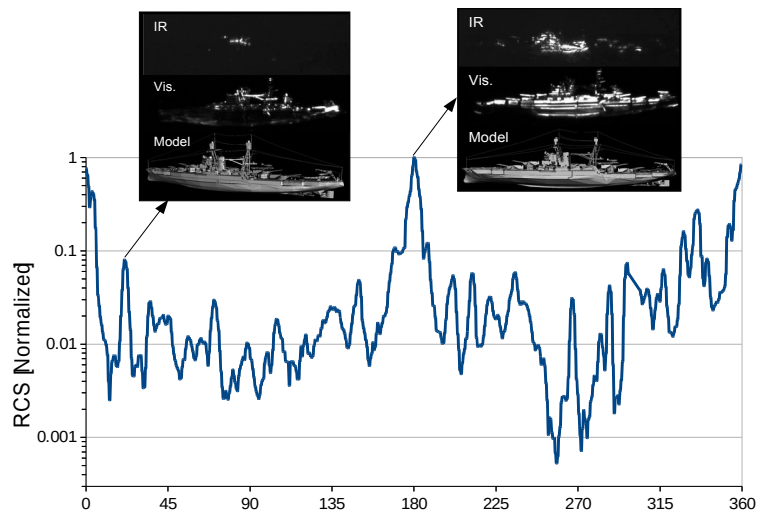 IR
Vis.
Model
IR
Vis.
Model
RCS [Normalized]
1
0.1
0.01
0.001
0 45 90 135 180 225 270 315 360